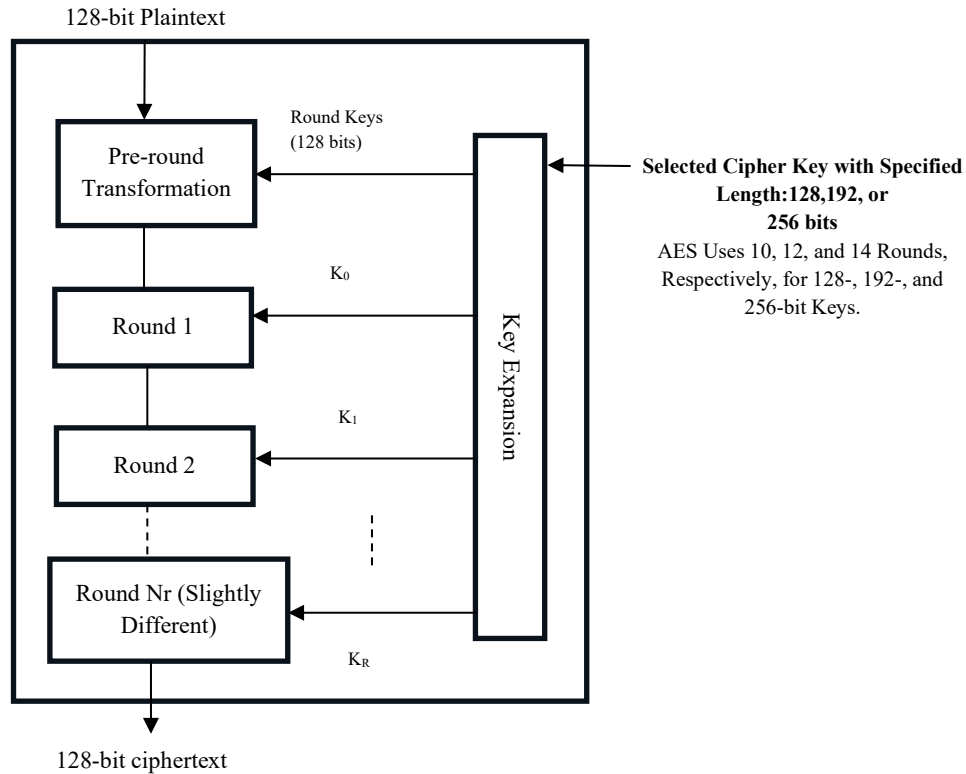 128-bit Plaintext
Round Keys
(128 bits)
Pre-round
Transformation
Selected Cipher Key with Specified
Length:128,192, or
256 bits
AES Uses 10, 12, and 14 Rounds,
Respectively, for 128-, 192-, and
256-bit Keys.
K₀
Round 1
Key Expansion
K₁
Round 2
Round Nr (Slightly
Different)
K_R
128-bit ciphertext